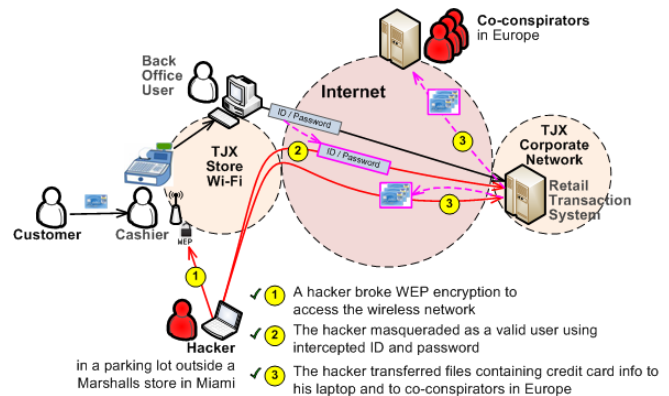 Co-conspirators
in Europe
Back
Office
User
Internet
ID / Password
TJX
Store
Wi-Fi
2
ID / Password
3
TJX
Corporate
Network
Retail
Transaction
System
3
Customer
Cashier
WEP
1
Hacker
in a parking lot outside a
Marshalls store in Miami
1 A hacker broke WEP encryption to
access the wireless network
2 The hacker masqueraded as a valid user using
intercepted ID and password
3 The hacker transferred files containing credit card info to
his laptop and to co-conspirators in Europe